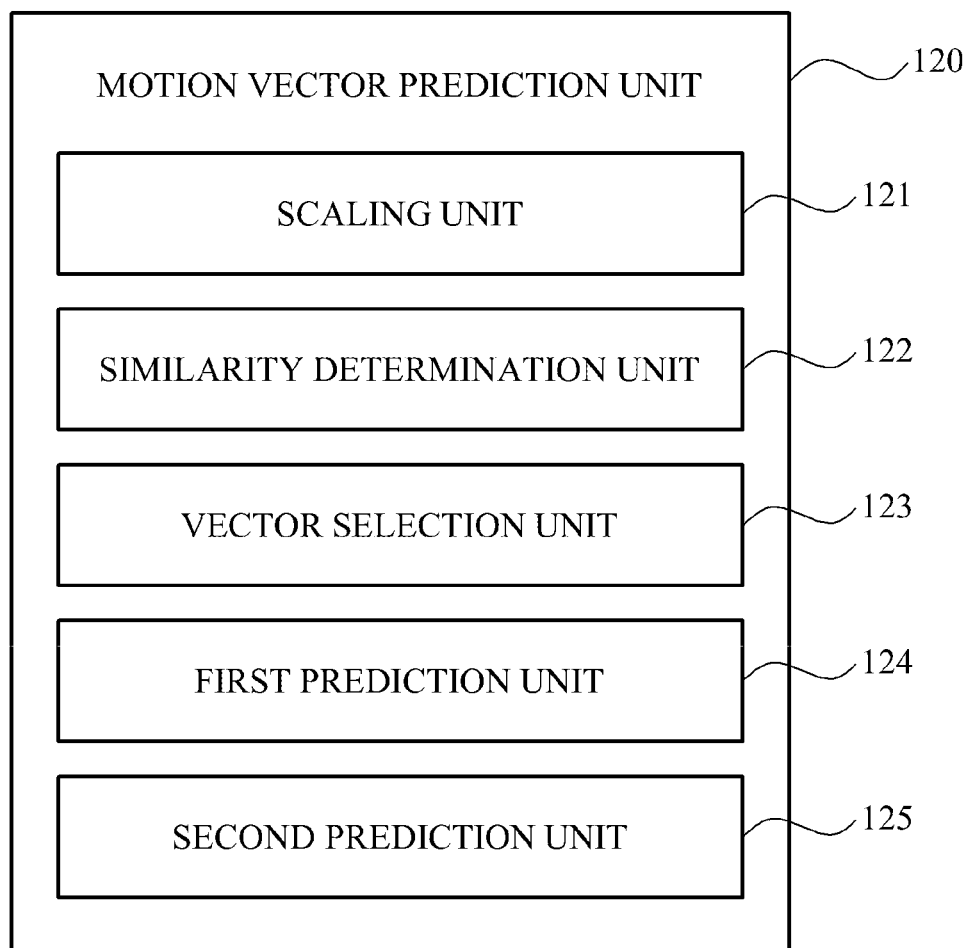 MOTION VECTOR PREDICTION UNIT
120
SCALING UNIT
121
SIMILARITY DETERMINATION UNIT
122
VECTOR SELECTION UNIT
123
FIRST PREDICTION UNIT
124
SECOND PREDICTION UNIT
125